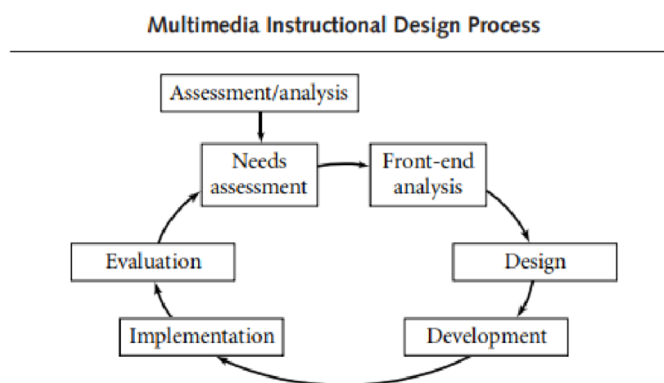 Multimedia Instructional Design Process
Assessment/analysis
Needs
assessment
Front-end
analysis
Evaluation
Design
Implementation
Development